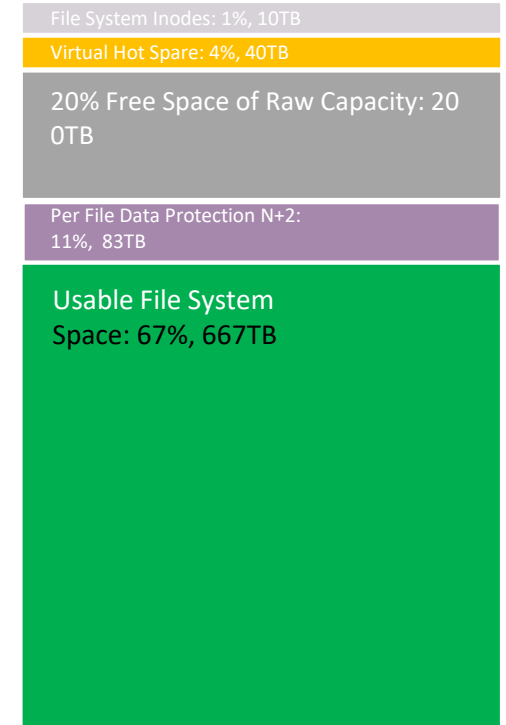 File System Inodes: 1%, 10TB
Virtual Hot Spare: 4%, 40TB
20% Free Space of Raw Capacity: 20
0TB
Per File Data Protection N+2:
11%, 83TB
Usable File System
Space: 67%, 667TB